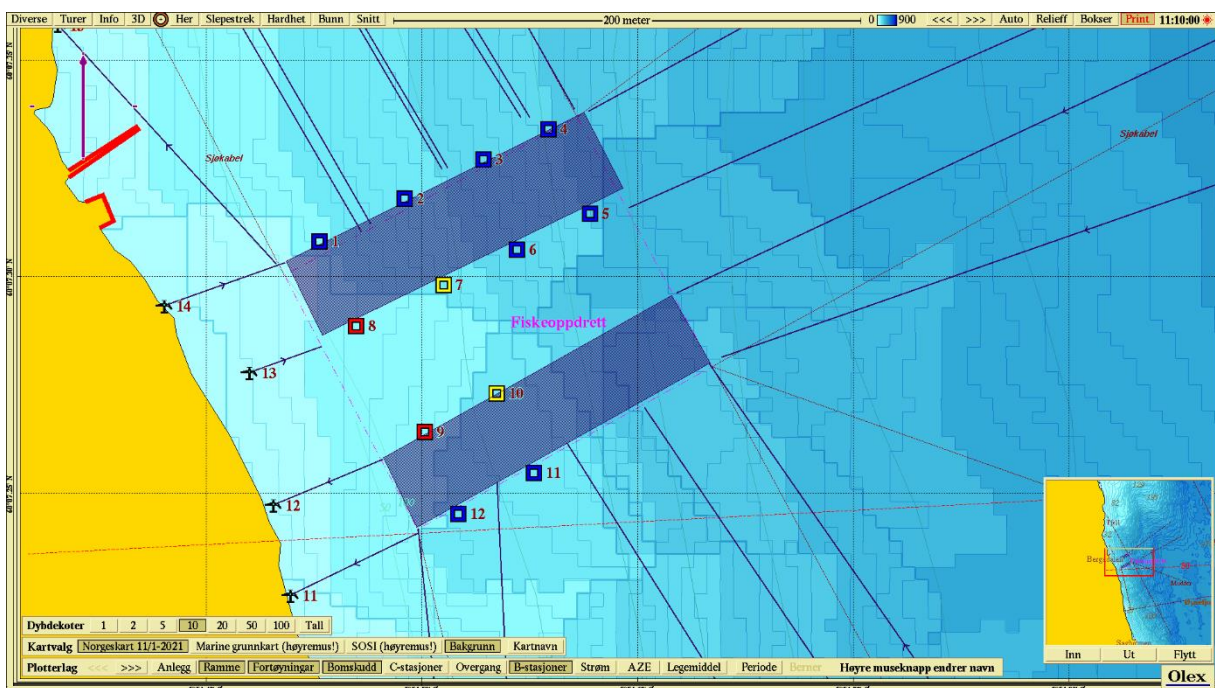 Diverse Turer Info 3D Her Slepestrek Hardhet Bunn Snitt 200 meter 0 900 <<< >>> Auto Relieff Bokser Print 11:10:00
Sjøkabel
Sjøkabel
4
3
2
5
1
6
7
14
Fiskeoppdrett
8
13
10
9
11
50
12
12
11
Dybdekoter 1 2 5 10 20 50 100 Tall
Kartvalg Norgeskart 11/1-2021 Marine grunnkart (høyremus!) SOSI (høyremus!) Bakgrunn Kartnavn
Plotterlag <<< >>> Anlegg Ramme Fortøyningar Bomskudd C-stasjoner Overgang B-stasjoner Strøm AZE Legemiddel Periode Berner Høyre museknapp endrer navn
Inn Ut Flytt
Olex